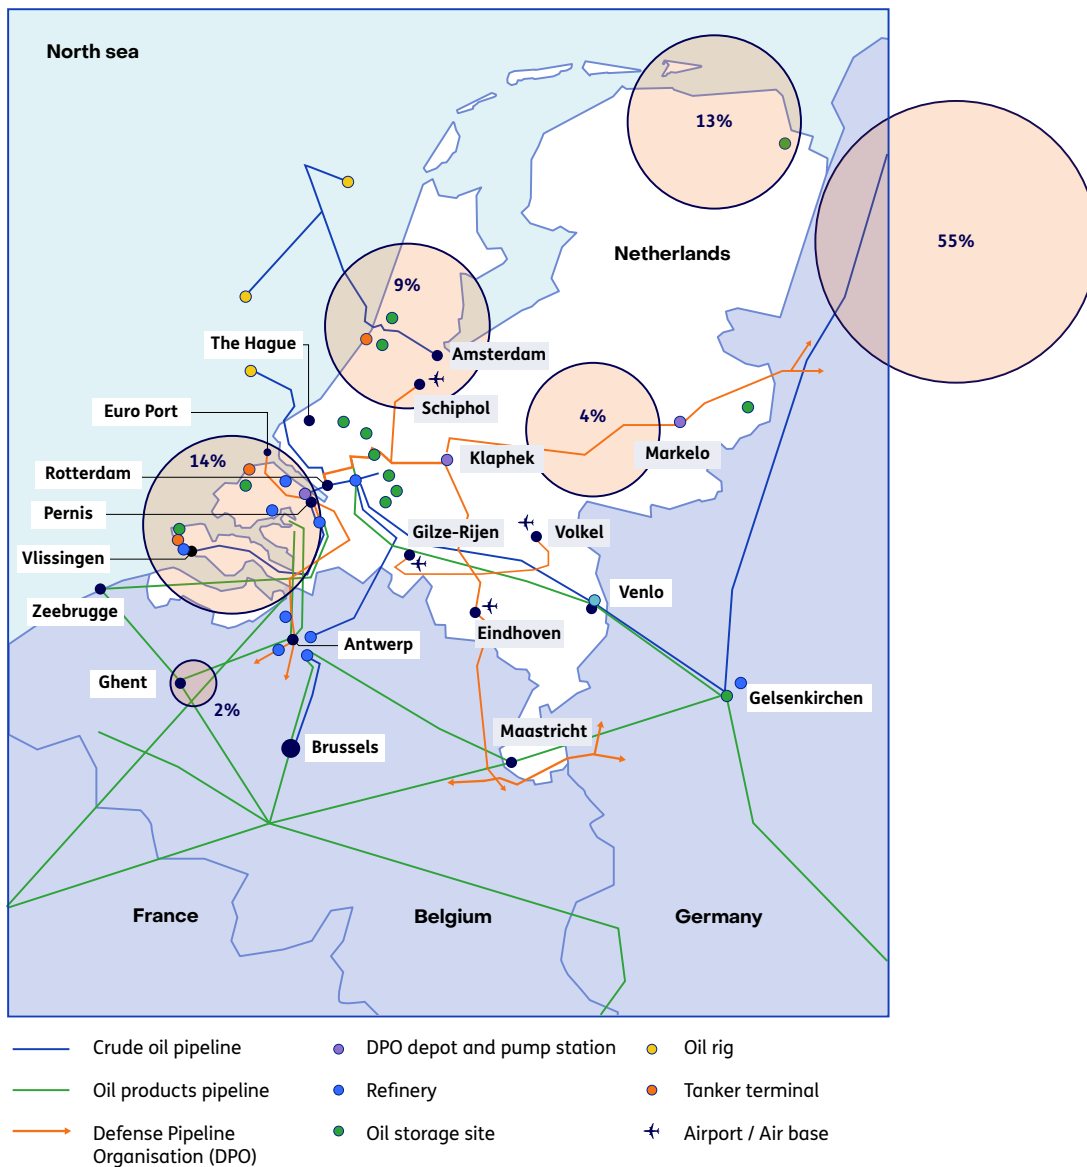 North sea
13%
55%
Netherlands
9%
The Hague
Amsterdam
Schiphol
Euro Port
4%
14%
Klaphek
Markelo
Rotterdam
Pernis
Gilze-Rijen
Volkel
Vlissingen
Zeebrugge
Venlo
Eindhoven
Antwerp
Ghent
2%
Gelsenkirchen
Maastricht
Brussels
France
Belgium
Germany
Crude oil pipeline
Oil products pipeline
Defense Pipeline
Organisation (DPO)
DPO depot and pump station
Refinery
Oil storage site
Oil rig
Tanker terminal
Airport / Air base